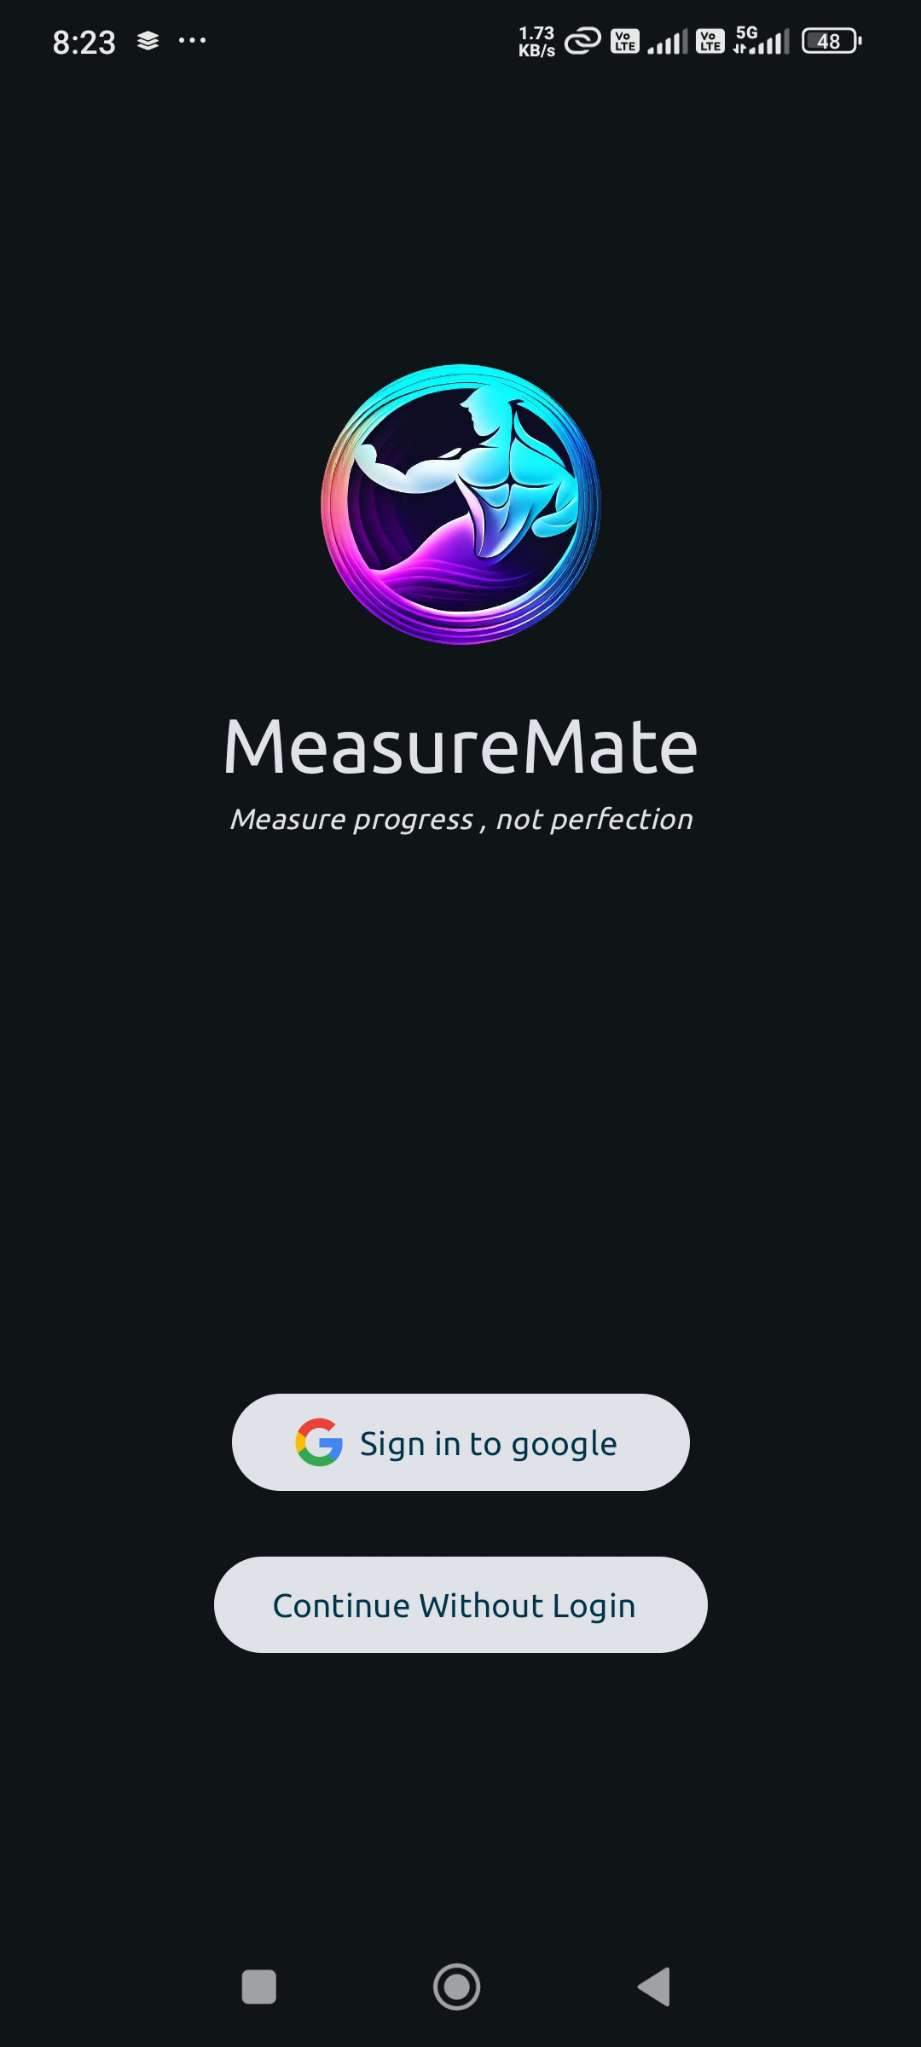 8:23
1.73
KB/s
Vo
LTE
Vo
LTE
5G
48
MeasureMate
Measure progress , not perfection
Sign in to google
Continue Without Login